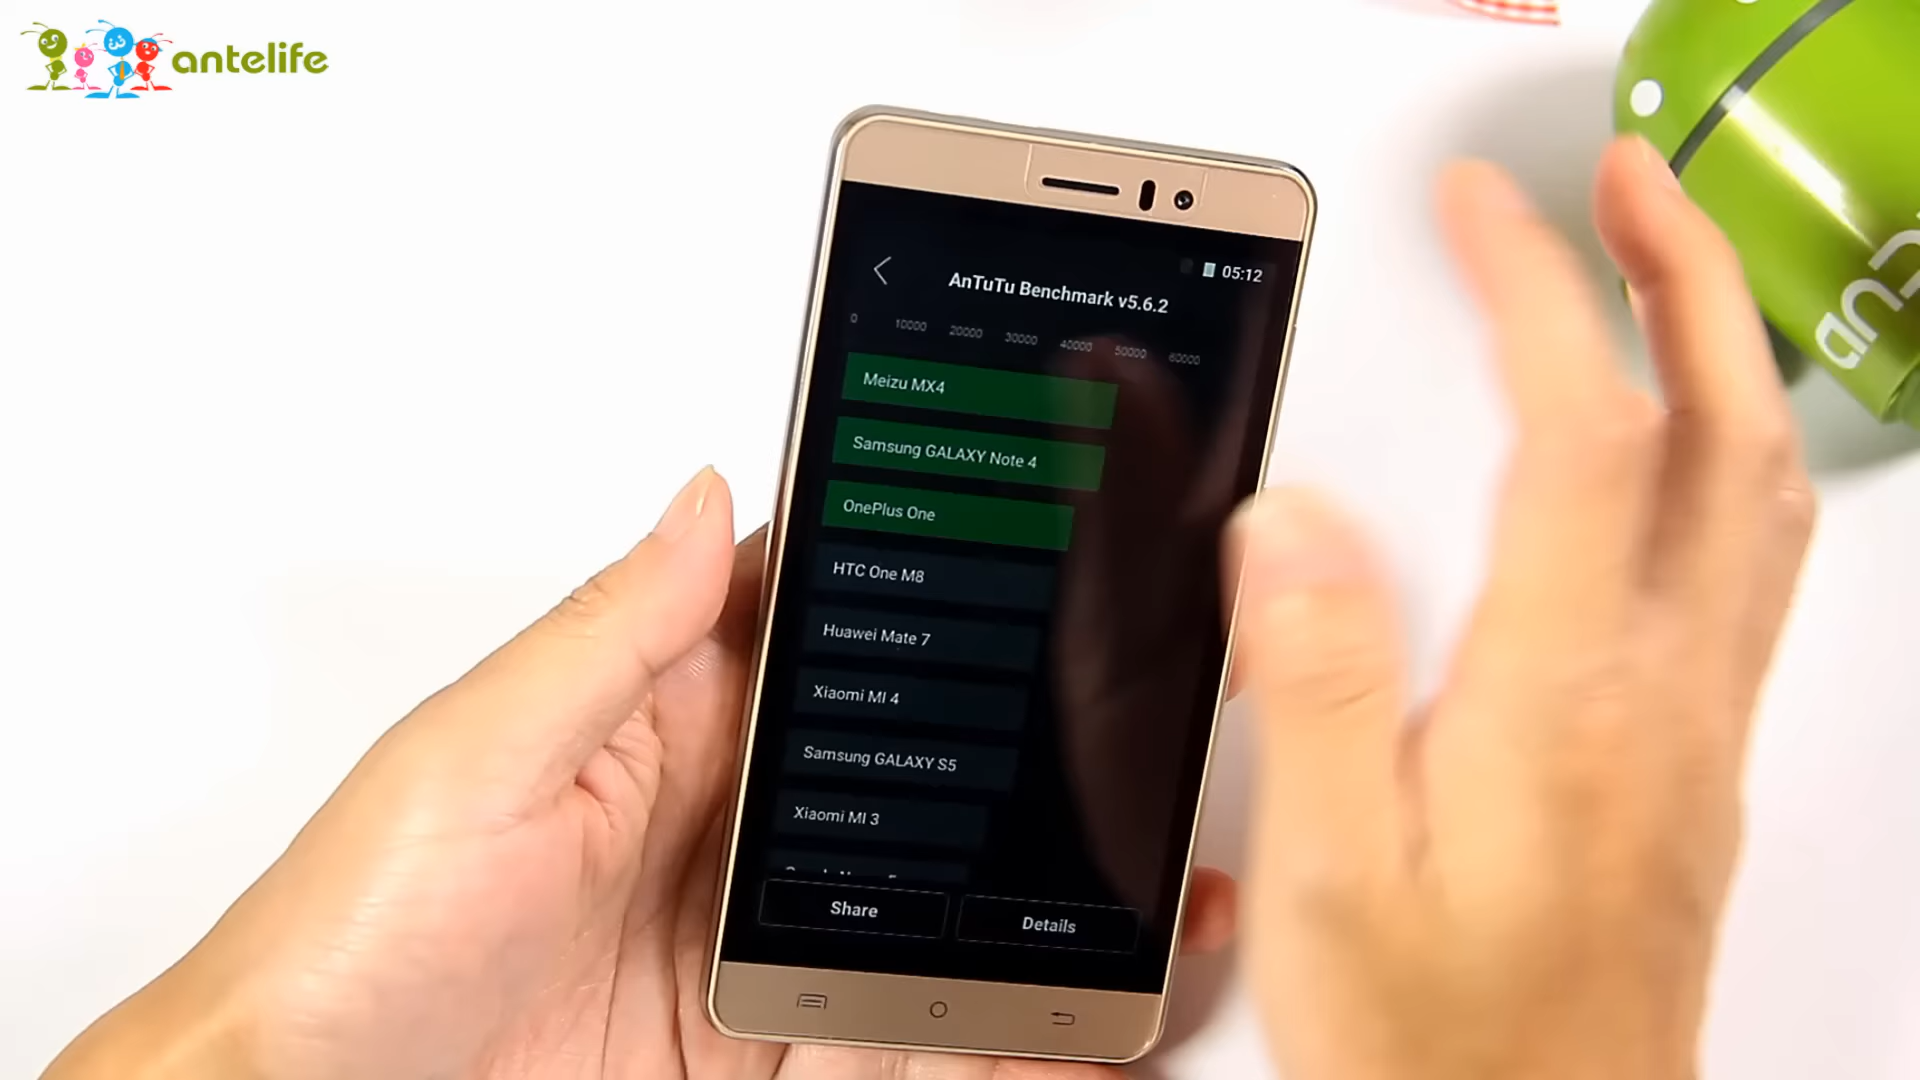 antelife
05:12
AnTuTu Benchmark v5.6.2
0 10000 20000 30000 40000 50000 60000
Meizu MX4
Samsung GALAXY Note 4
OnePlus One
HTC One M8
Huawei Mate 7
Xiaomi MI 4
Samsung GALAXY S5
Xiaomi MI 3
Share
Details